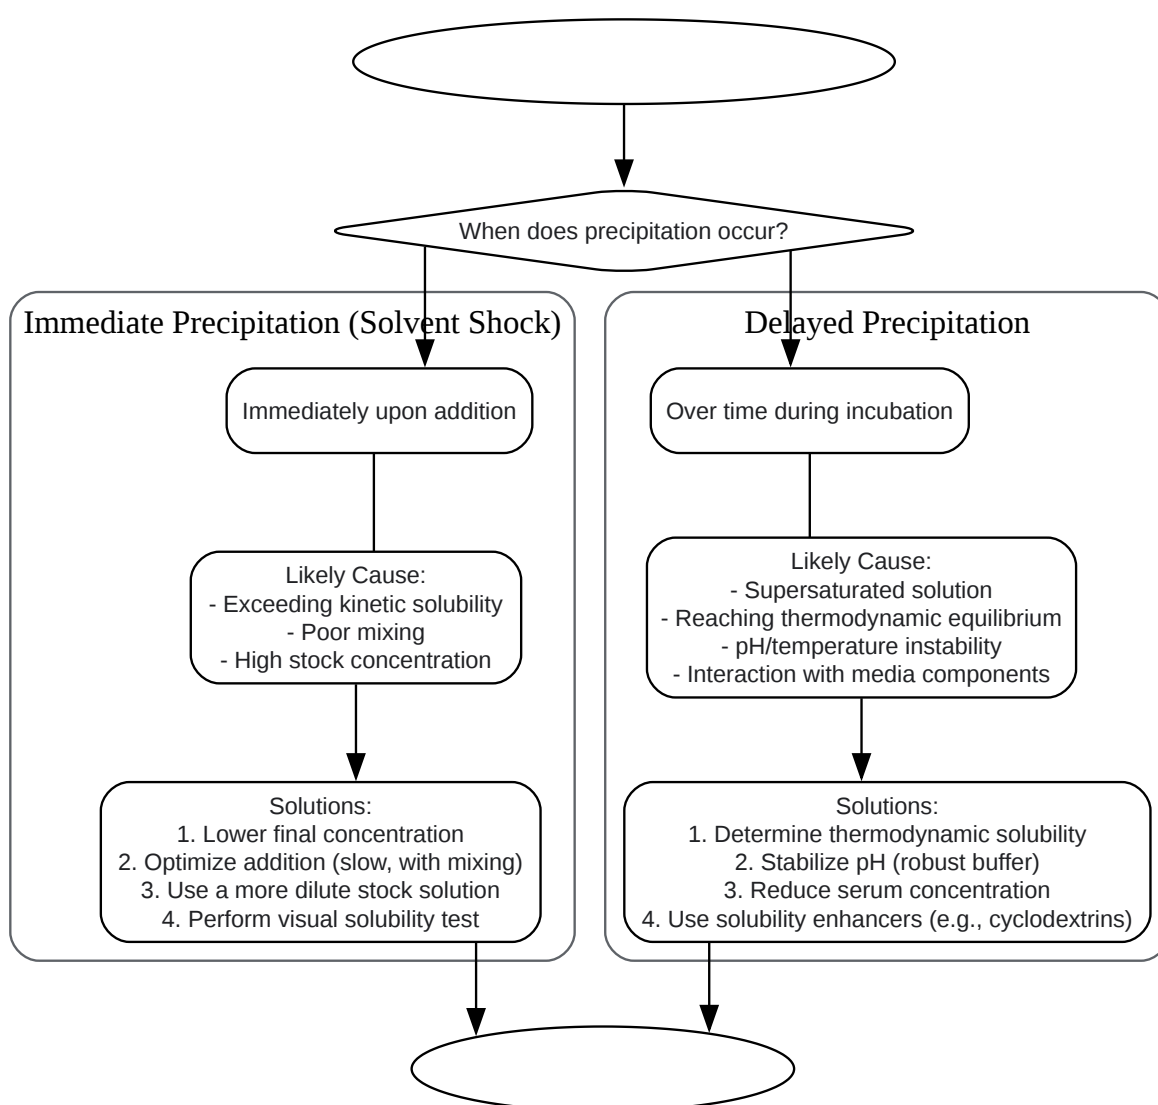 When does precipitation occur?
Immediate Precipitation (Solvent Shock)
Immediately upon addition
Likely Cause:
- Exceeding kinetic solubility
- Poor mixing
- High stock concentration
Solutions:
1. Lower final concentration
2. Optimize addition (slow, with mixing)
3. Use a more dilute stock solution
4. Perform visual solubility test
Delayed Precipitation
Over time during incubation
Likely Cause:
- Supersaturated solution
- Reaching thermodynamic equilibrium
- pH/temperature instability
- Interaction with media components
Solutions:
1. Determine thermodynamic solubility
2. Stabilize pH (robust buffer)
3. Reduce serum concentration
4. Use solubility enhancers (e.g., cyclodextrins)